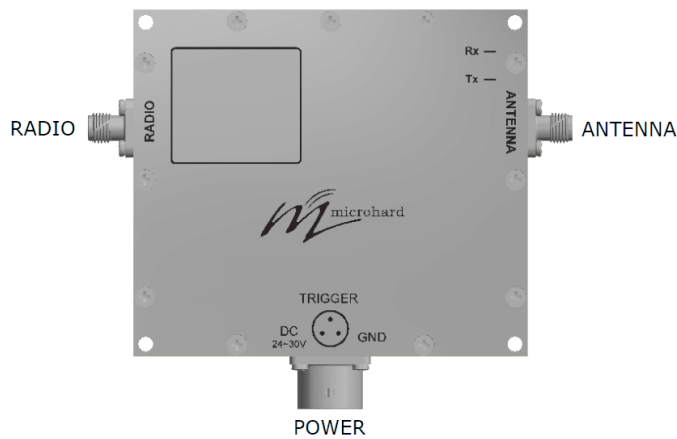 Rx
Tx
RADIO
RADIO
ANTENNA
ANTENNA
microhard
TRIGGER
DC
24~30V
GND
POWER